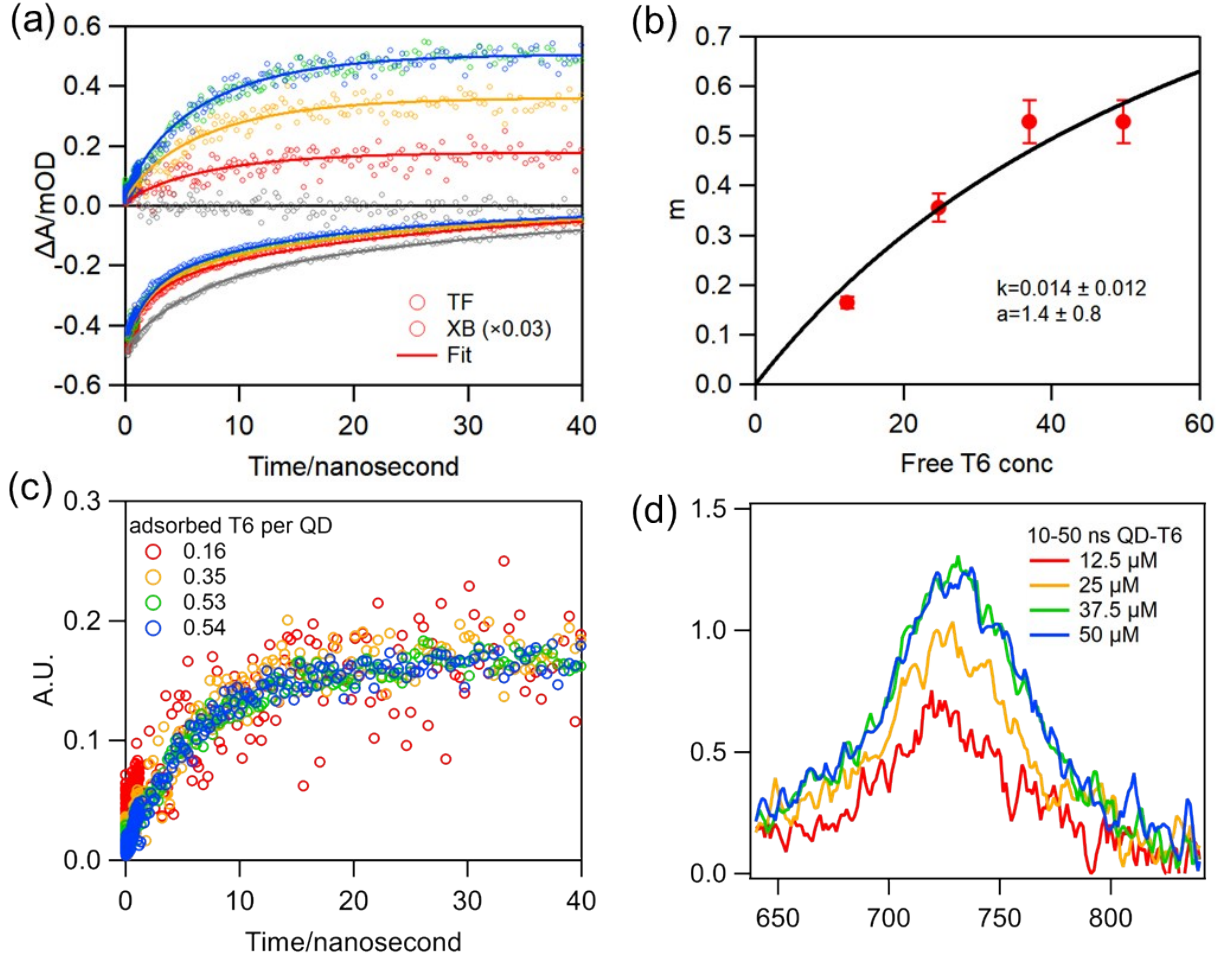 (a)
0.6
0.4
0.2
0.0
-0.2
-0.4
-0.6
ΔA/mOD
TF
XB (×0.03)
Fit
0 10 20 30 40
Time/nanosecond
(b)
0.7
0.6
0.5
0.4
0.3
0.2
0.1
0.0
m
k=0.014 ± 0.012
a=1.4 ± 0.8
0 20 40 60
Free T6 conc
(c)
0.3
0.2
0.1
0.0
A.U.
adsorbed T6 per QD
0.16
0.35
0.53
0.54
0 10 20 30 40
Time/nanosecond
(d)
1.5
1.0
0.5
0.0
10-50 ns QD-T6
12.5 µM
25 µM
37.5 µM
50 µM
650 700 750 800